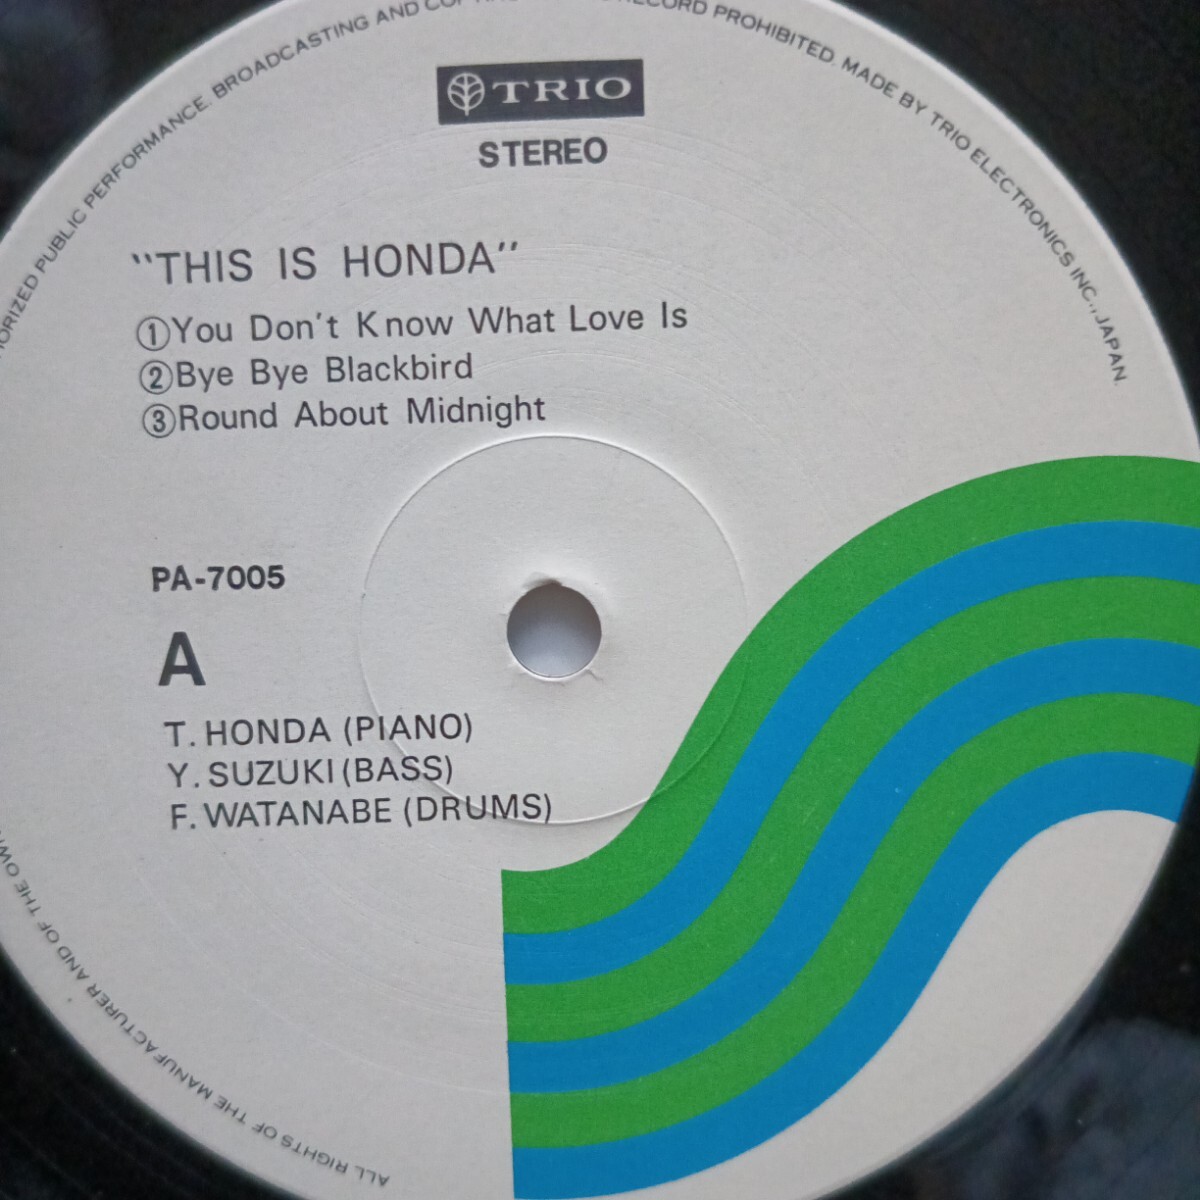 TRIO
STEREO
"THIS IS HONDA"
①You Don't Know What Love Is
②Bye Bye Blackbird
③Round About Midnight
PA-7005
A
T. HONDA (PIANO)
Y. SUZUKI (BASS)
F. WATANABE (DRUMS)
ALL RIGHTS OF THE MANUFACTURER AND OF THE
PUBLIC PERFORMANCE. BROADCASTING AND RECORD PROHIBITED. MADE BY TRIO ELECTRONICS INC., JAPAN.